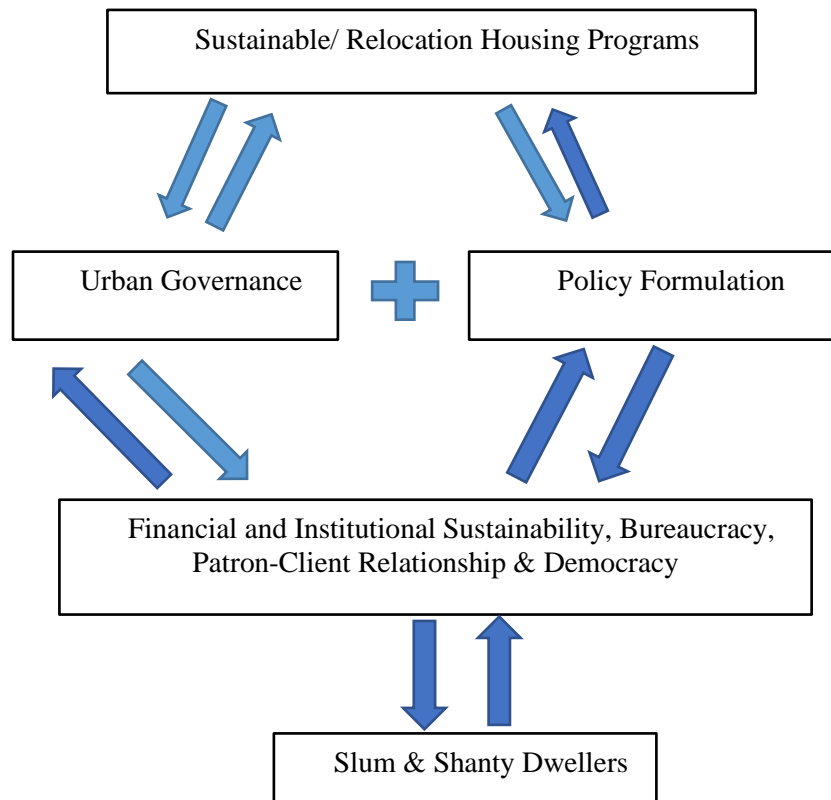 Sustainable/ Relocation Housing Programs
Urban Governance
Policy Formulation
Financial and Institutional Sustainability, Bureaucracy,
Patron-Client Relationship & Democracy
Slum & Shanty Dwellers